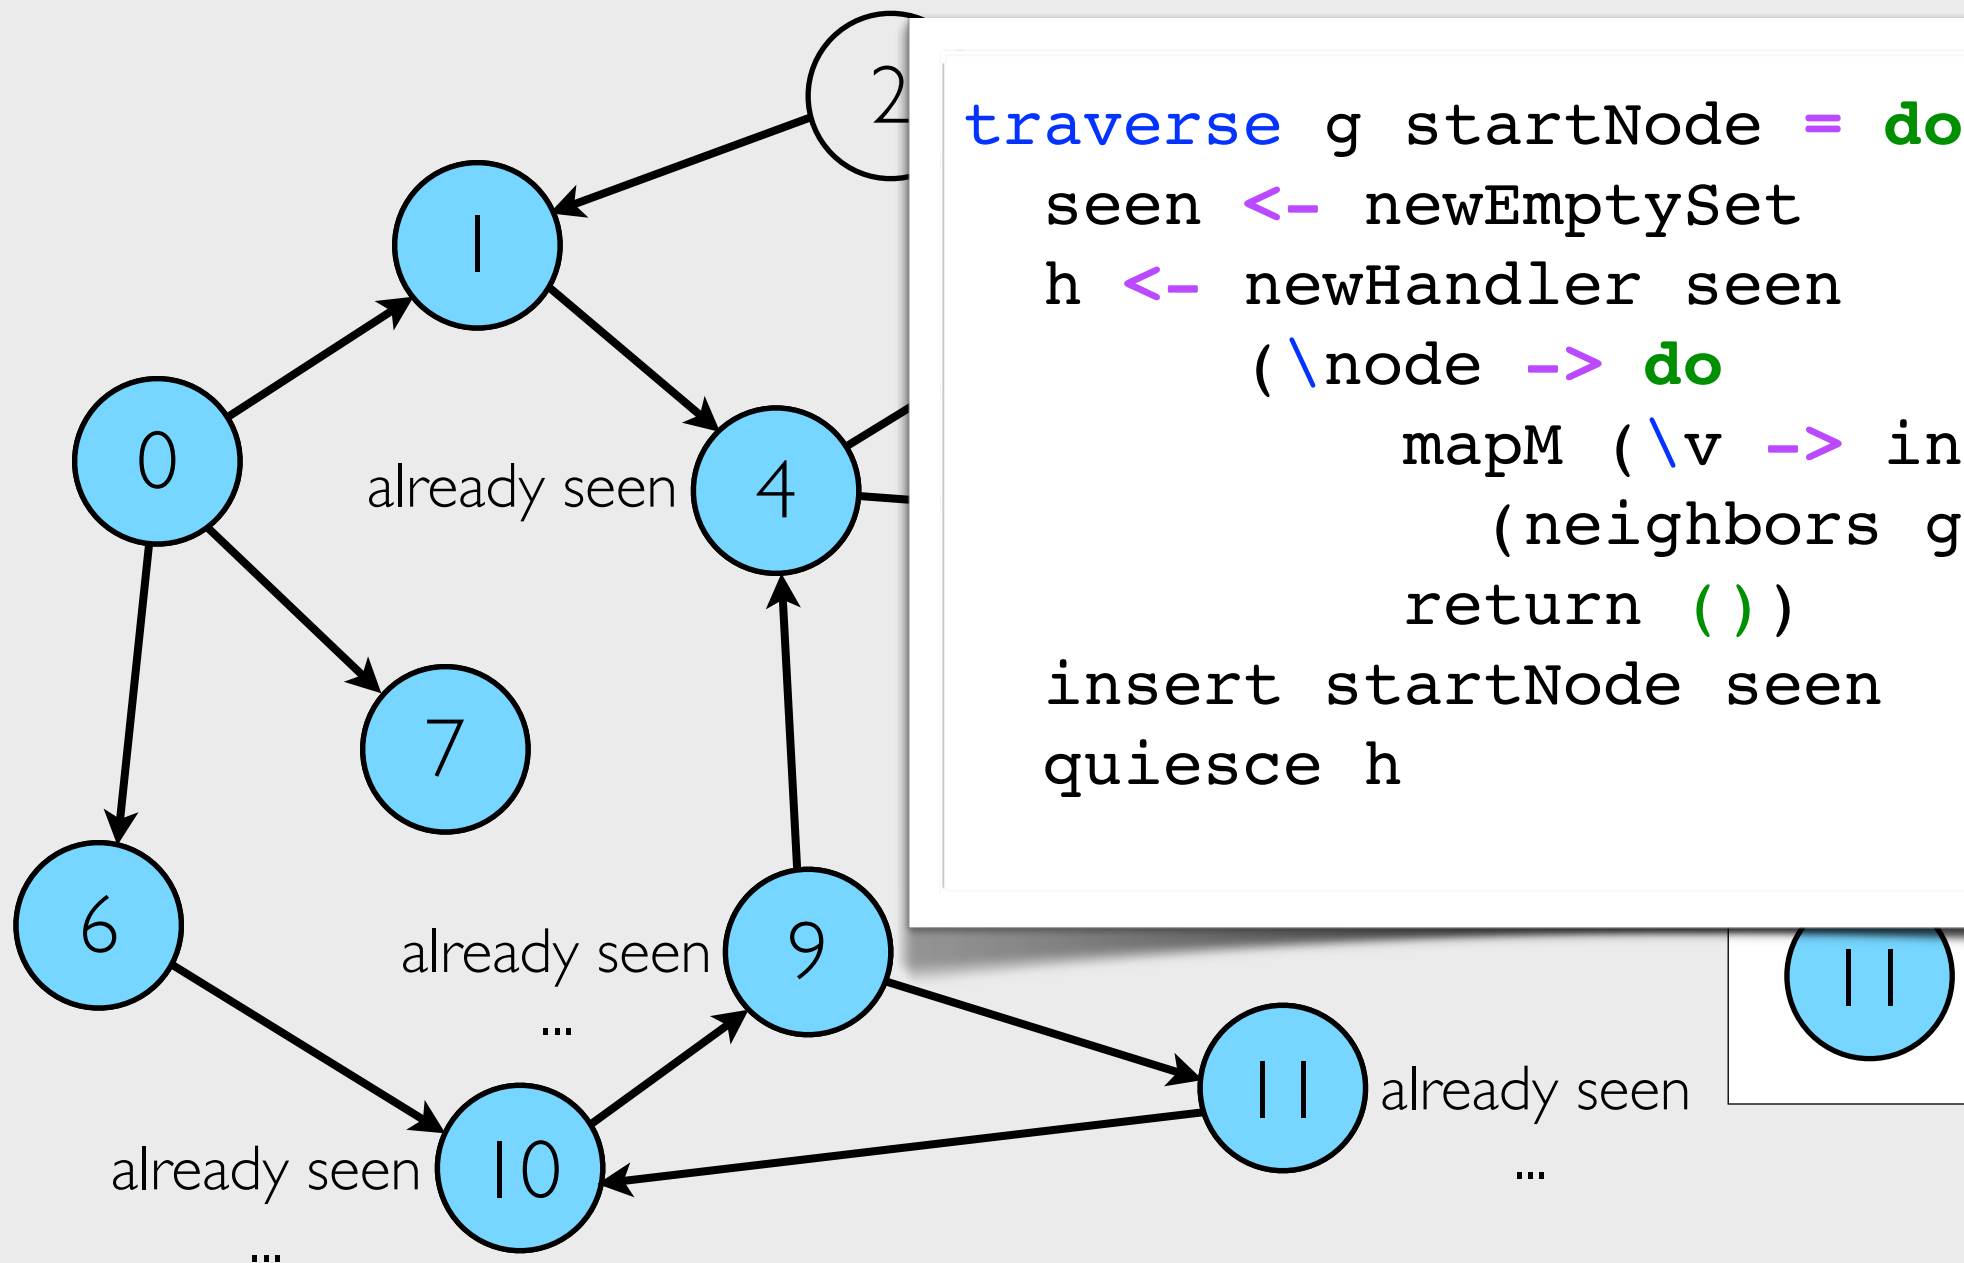 2
traverse g startNode = do
seen <- newEmptySet
h <- newHandler seen
(\node -> do
mapM (\v -> in
(neighbors g
return ())
insert startNode seen
quiesce h
1
0
already seen
4
7
6
already seen
9
...
11
11
already seen
...
already seen
10
...